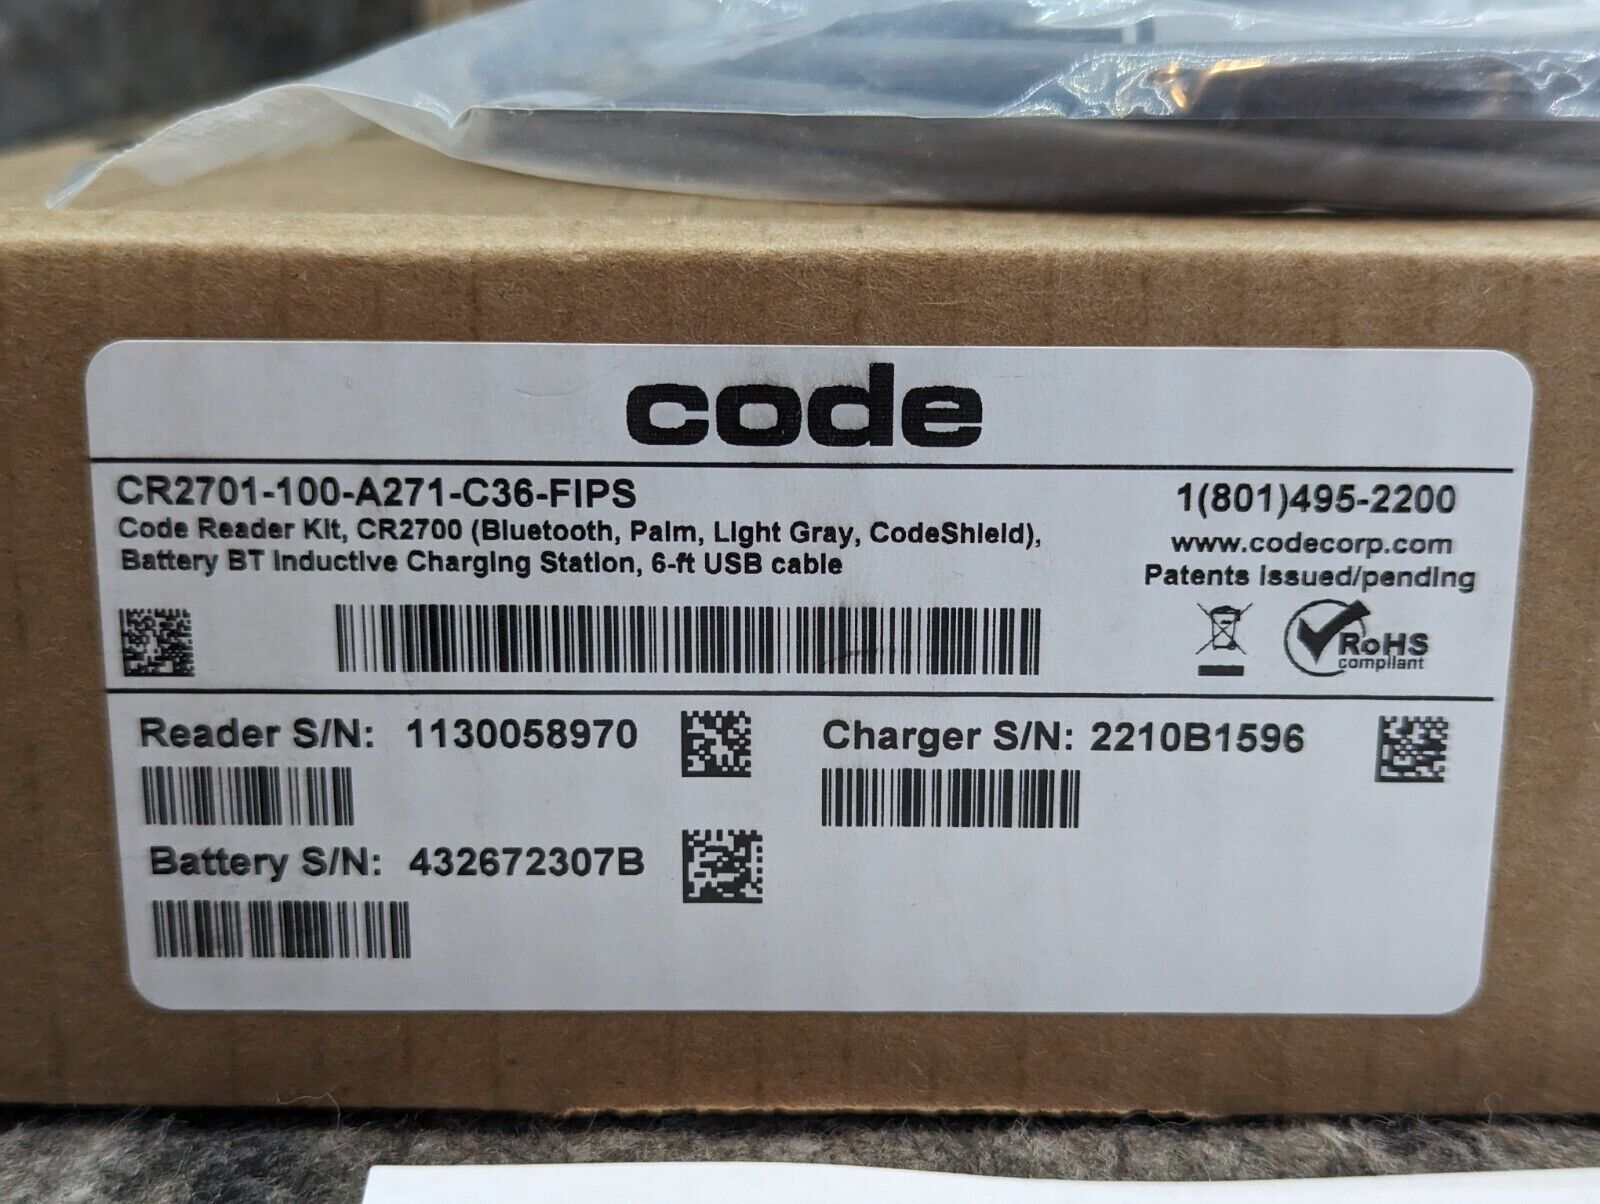 code
CR2701-100-A271-C36-FIPS
Code Reader Kit, CR2700 (Bluetooth, Palm, Light Gray, CodeShield),
Battery BT Inductive Charging Station, 6-ft USB cable
1(801)495-2200
www.codecorp.com
Patents issued/pending
RoHS
compliant
Reader S/N: 1130058970
Charger S/N: 2210B1596
Battery S/N: 432672307B